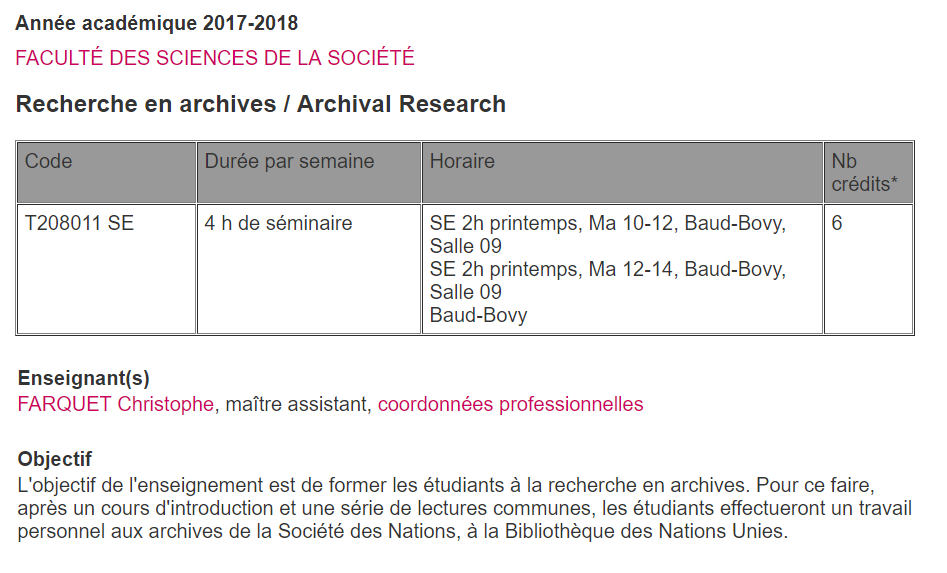 Année académique 2017-2018
FACULTÉ DES SCIENCES DE LA SOCIÉTÉ
Recherche en archives / Archival Research
Code Durée par semaine Horaire Nb
crédits*
T208011 SE 4 h de séminaire SE 2h printemps, Ma 10-12, Baud-Bovy, 6
Salle 09
SE 2h printemps, Ma 12-14, Baud-Bovy,
Salle 09
Baud-Bovy
Enseignant(s)
FARQUET Christophe, maître assistant, coordonnées professionnelles
Objectif
L'objectif de l'enseignement est de former les étudiants à la recherche en archives. Pour ce faire,
après un cours d'introduction et une série de lectures communes, les étudiants effectueront un travail
personnel aux archives de la Société des Nations, à la Bibliothèque des Nations Unies.